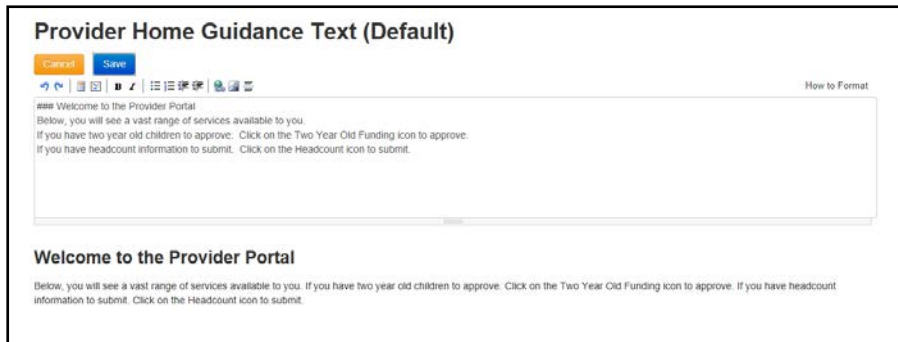 Provider Home Guidance Text (Default)
Cancel Save
B I How to Format
### Welcome to the Provider Portal
Below, you will see a vast range of services available to you.
If you have two year old children to approve. Click on the Two Year Old Funding icon to approve.
If you have headcount information to submit. Click on the Headcount icon to submit.
Welcome to the Provider Portal
Below, you will see a vast range of services available to you. If you have two year old children to approve. Click on the Two Year Old Funding icon to approve. If you have headcount
information to submit. Click on the Headcount icon to submit.